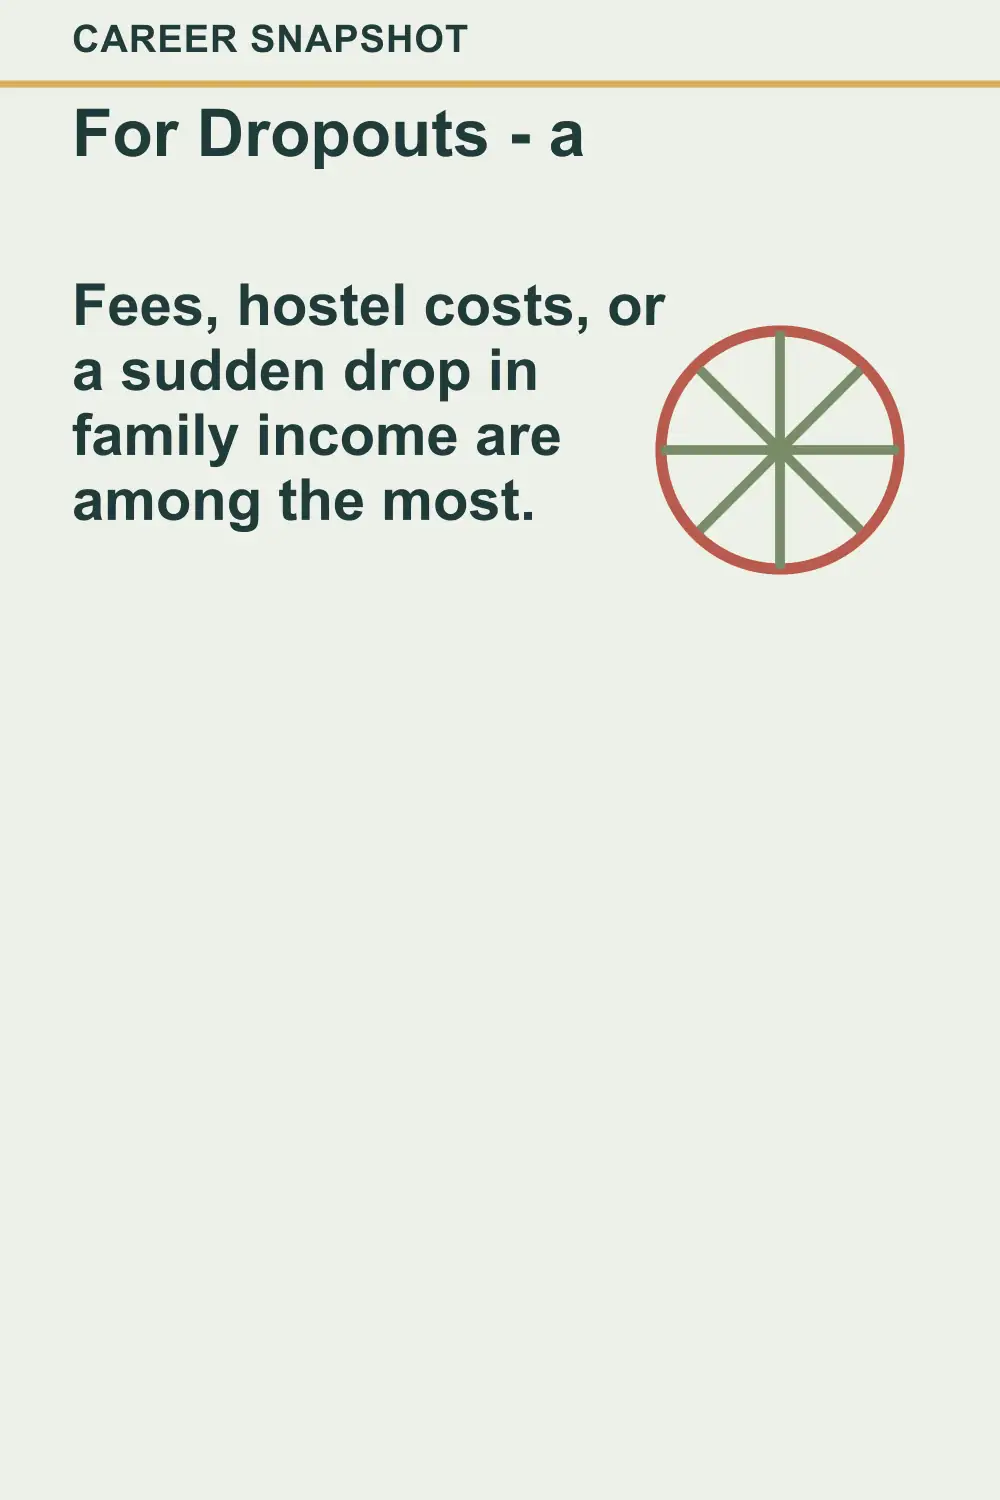 CAREER SNAPSHOT
For Dropouts - a
Fees, hostel costs, or
a sudden drop in
family income are
among the most.